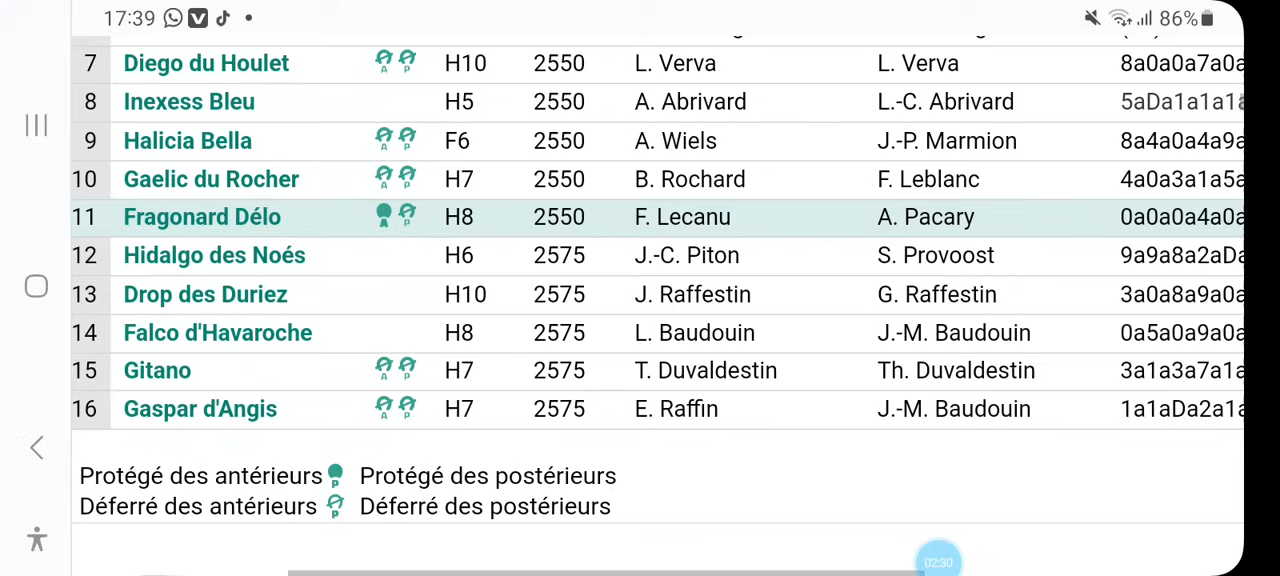 17:39 86%
7 Diego du Houlet A P H10 2550 L. Verva L. Verva 8a0a0a7a0a
8 Inexess Bleu H5 2550 A. Abrivard L.-C. Abrivard 5aDa1a1a1a
9 Halicia Bella A P F6 2550 A. Wiels J.-P. Marmion 8a4a0a4a9a
10 Gaelic du Rocher A P H7 2550 B. Rochard F. Leblanc 4a0a3a1a5a
11 Fragonard Délo A P H8 2550 F. Lecanu A. Pacary 0a0a0a4a0a
12 Hidalgo des Noés H6 2575 J.-C. Piton S. Provoost 9a9a8a2aDa
13 Drop des Duriez H10 2575 J. Raffestin G. Raffestin 3a0a8a9a0a
14 Falco d'Havaroche H8 2575 L. Baudouin J.-M. Baudouin 0a5a0a9a0a
15 Gitano A P H7 2575 T. Duvaldestin Th. Duvaldestin 3a1a3a7a1a
16 Gaspar d'Angis A P H7 2575 E. Raffin J.-M. Baudouin 1a1aDa2a1a
Protégé des antérieurs P Protégé des postérieurs
Déferré des antérieurs P Déferré des postérieurs
02:30